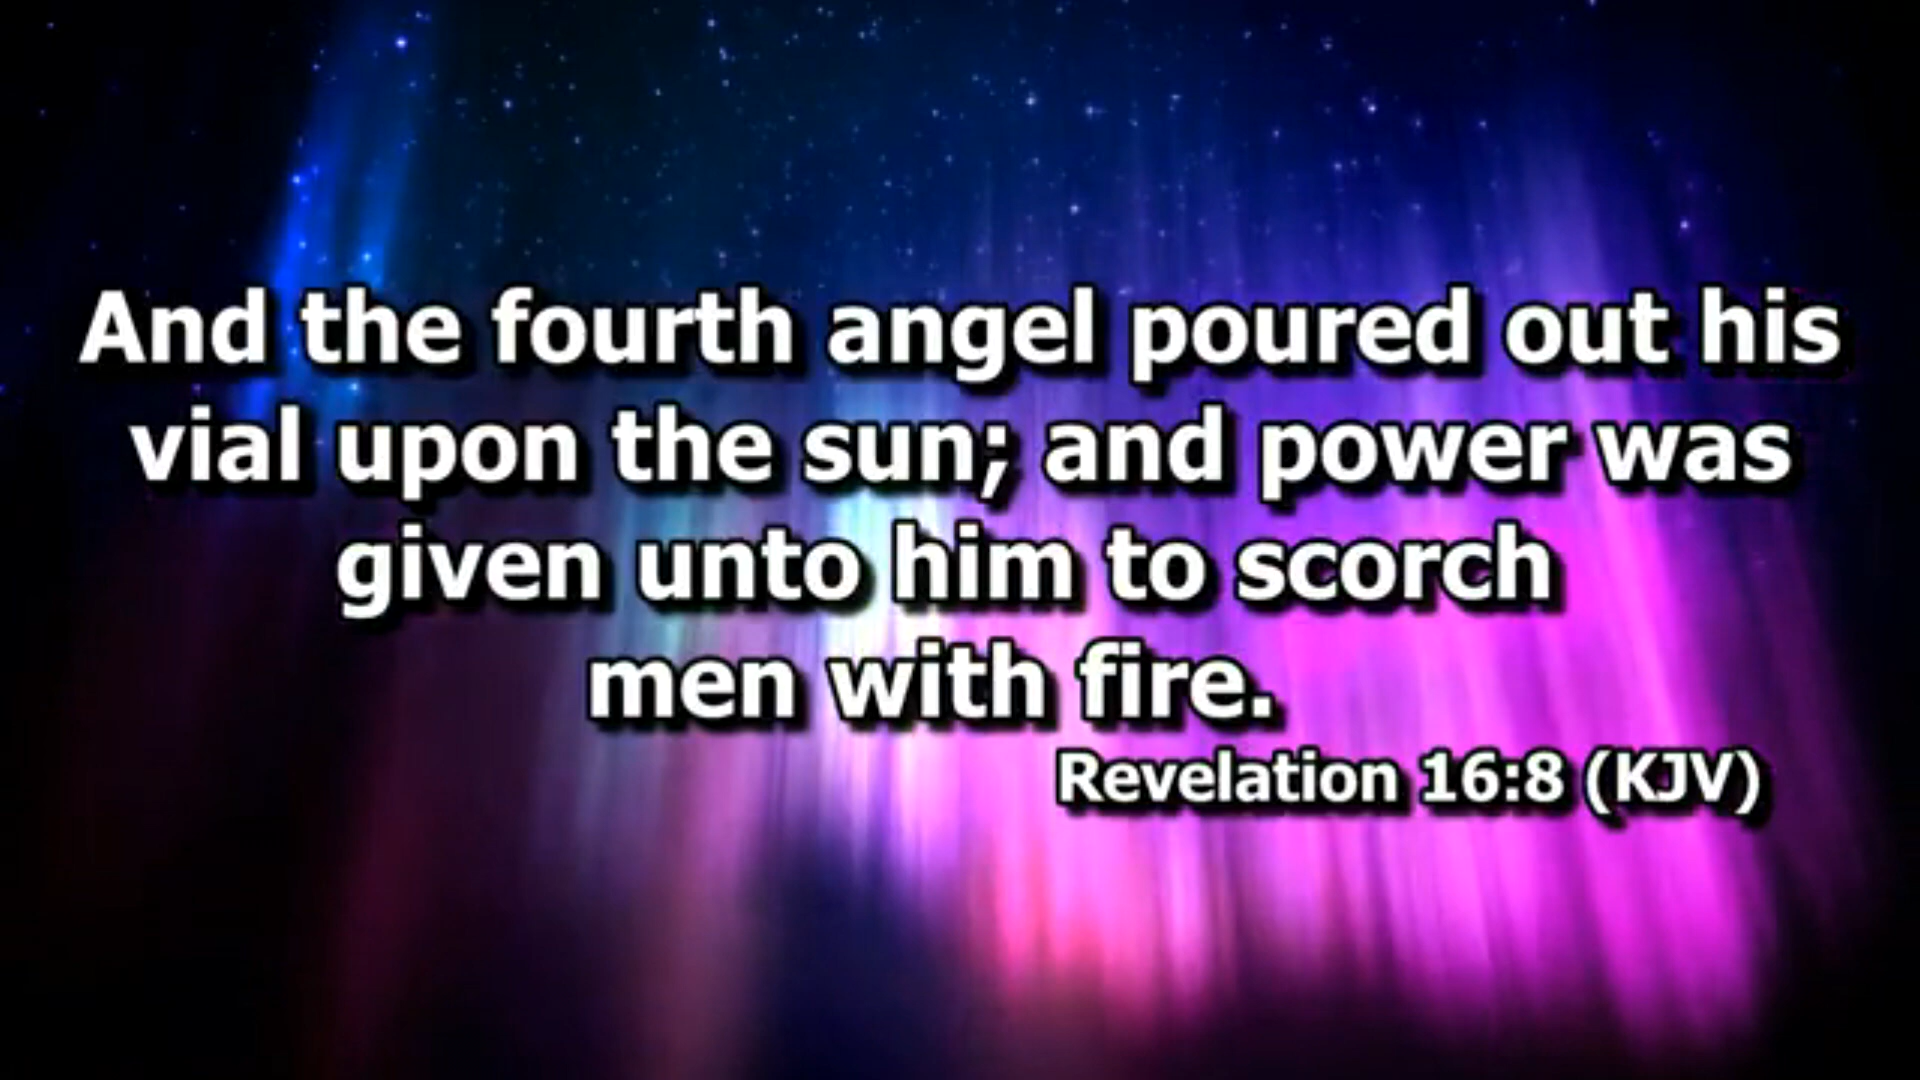 And the fourth angel poured out his
vial upon the sun; and power was
given unto him to scorch
men with fire.
Revelation 16:8 (KJV)